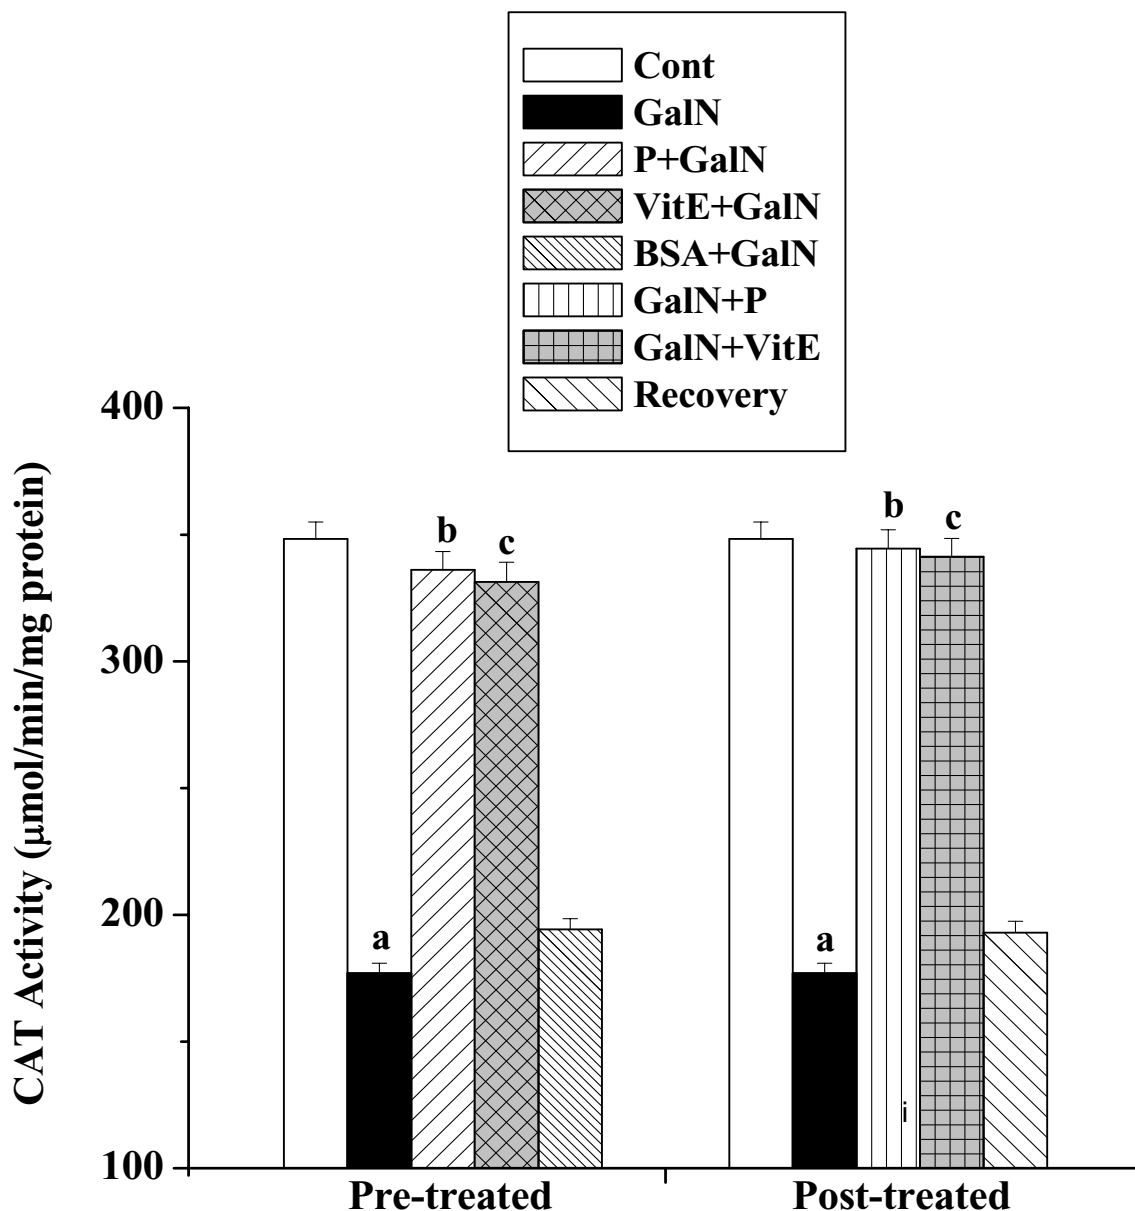 Cont
GalN
P+GalN
VitE+GalN
BSA+GalN
GalN+P
GalN+VitE
Recovery
400
300
200
100
CAT Activity (μmol/min/mg protein)
a
b
c
a
b
c
i
Pre-treated
Post-treated